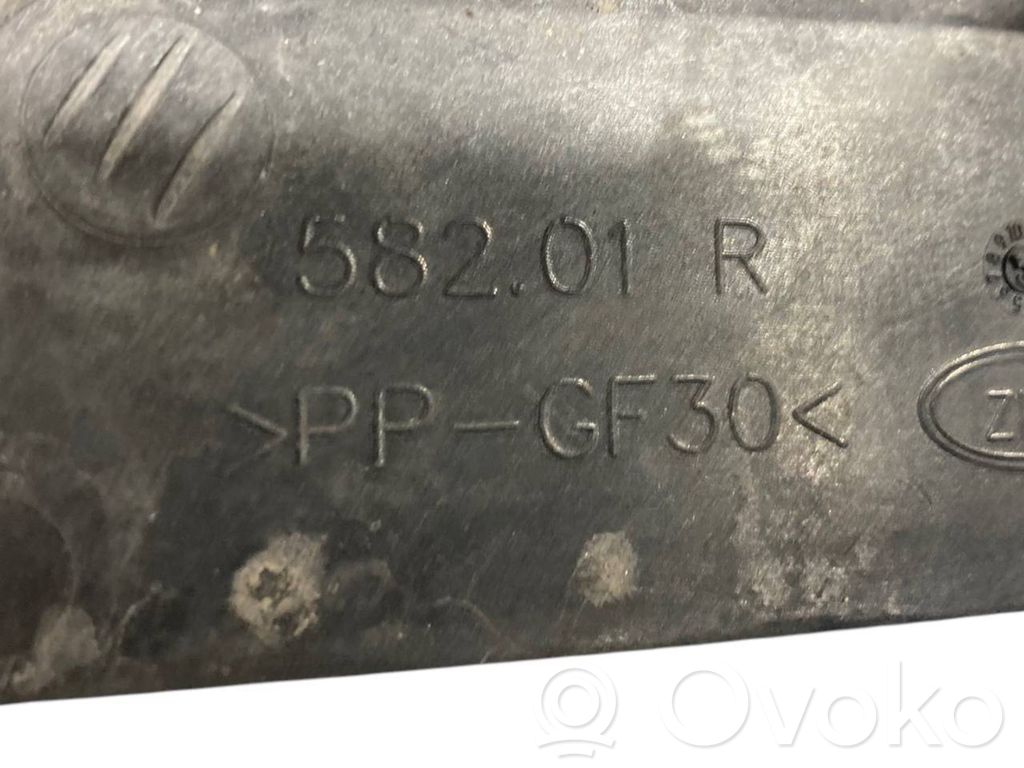 582.01 R
>PP-GF30<
Ovoko